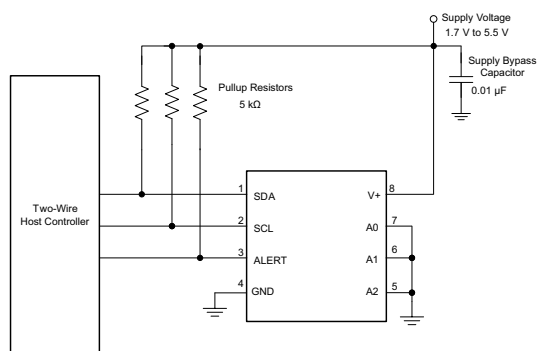 Supply Voltage
1.7 V to 5.5 V
Supply Bypass
Capacitor
0.01 µF
Pullup Resistors
5 kΩ
Two-Wire
Host Controller
1 SDA
2 SCL
3 ALERT
4 GND
V+ 8
A0 7
A1 6
A2 5